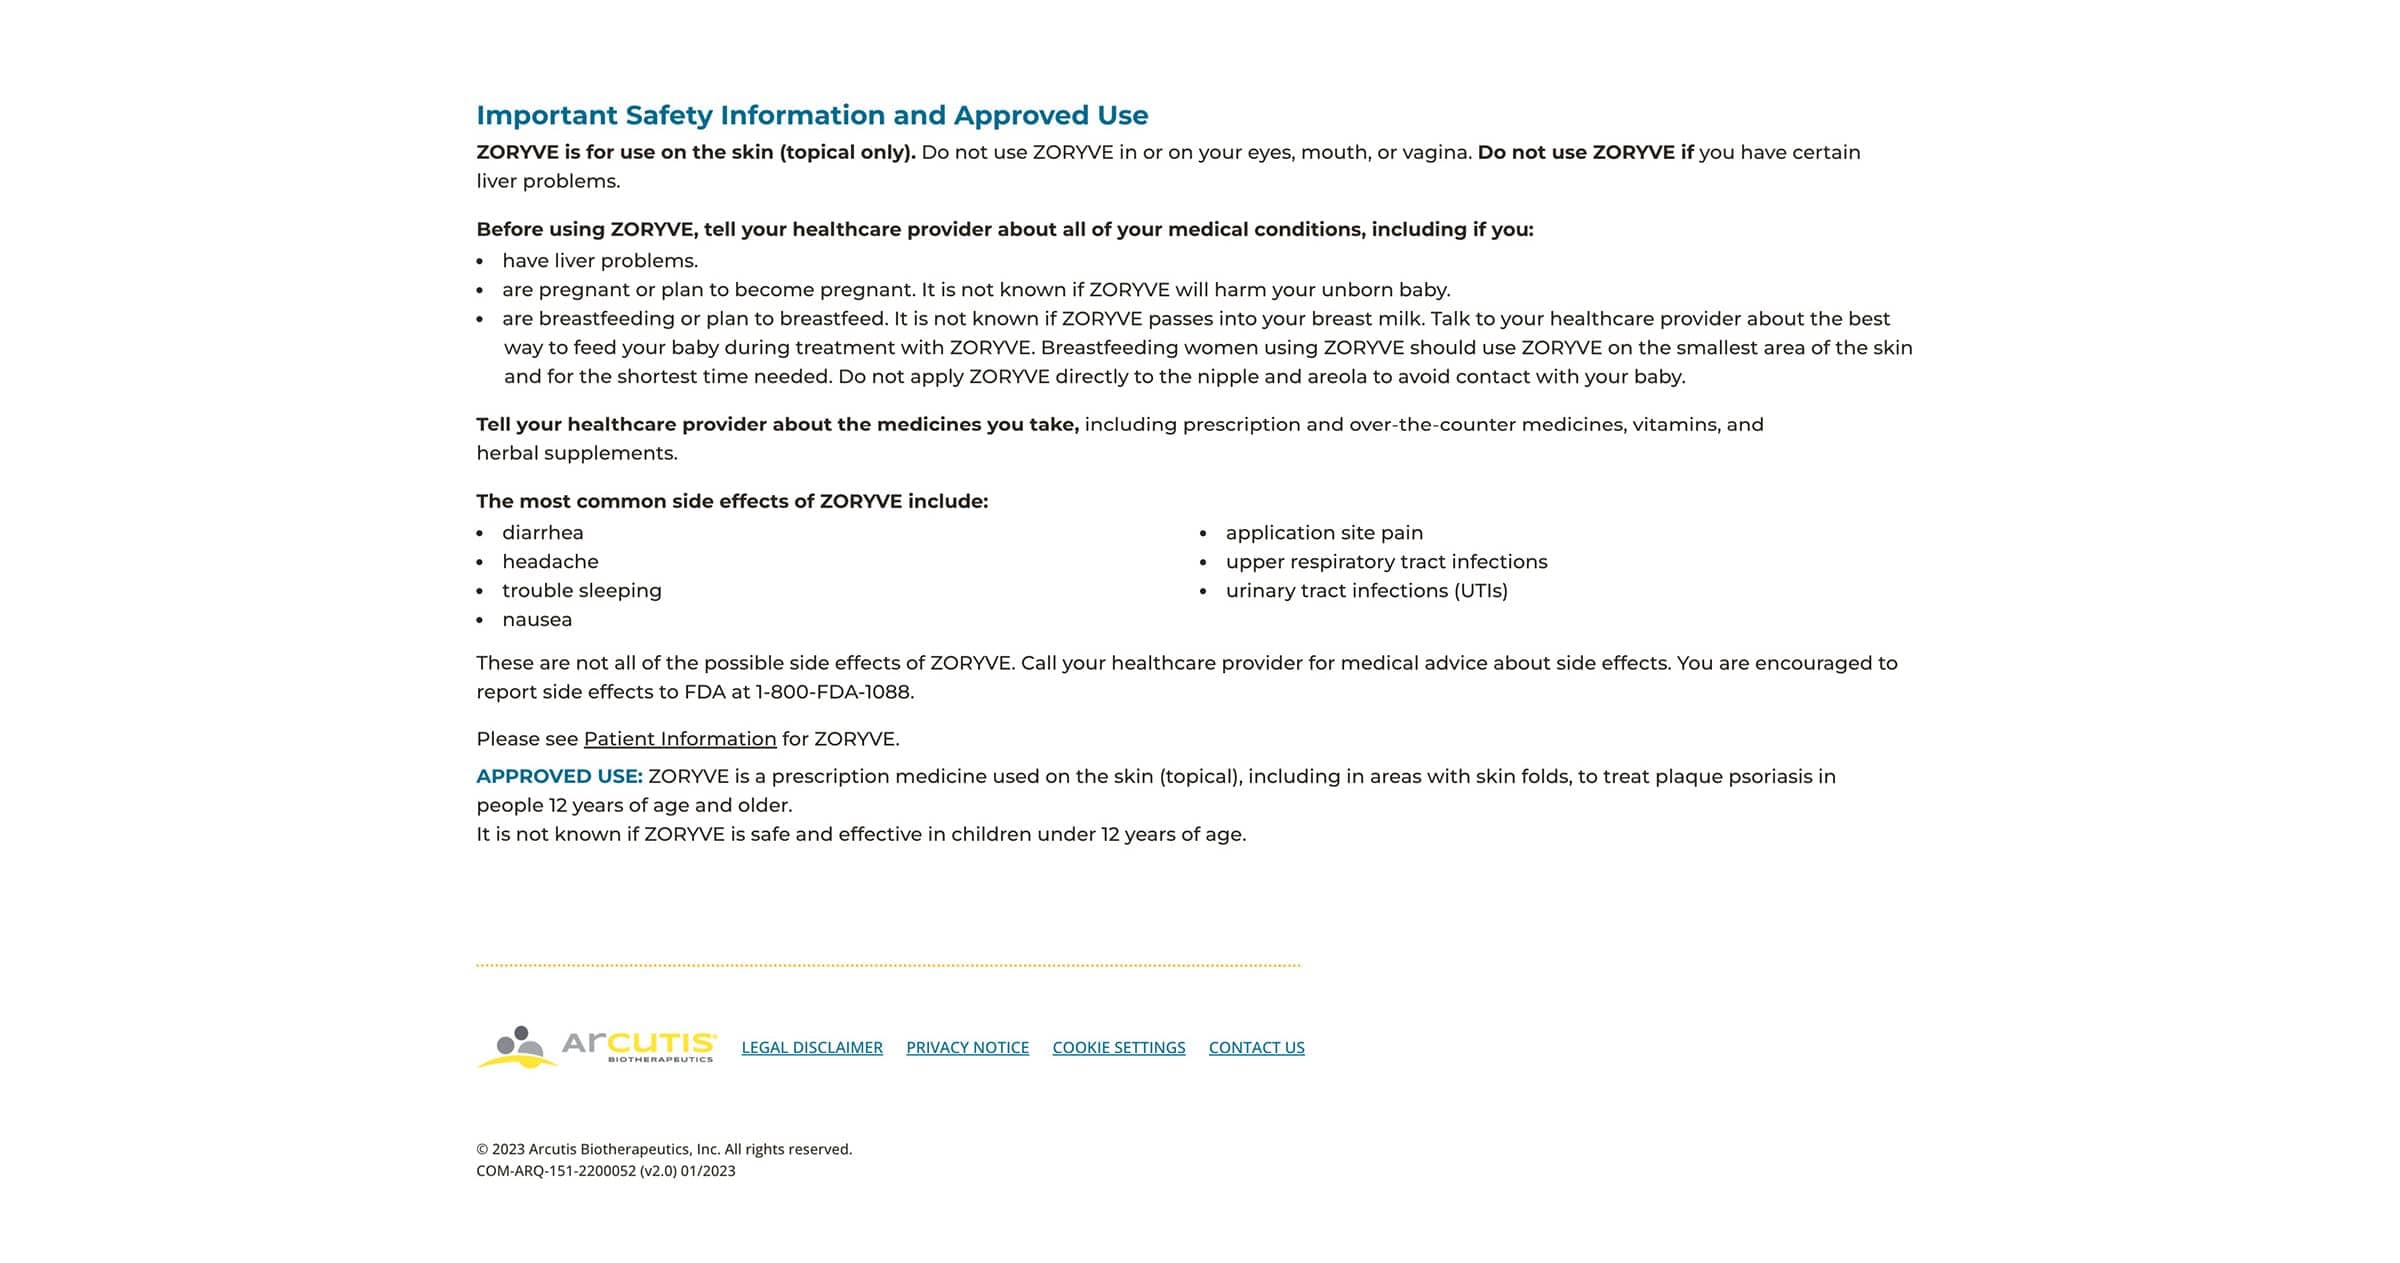 Important Safety Information and Approved Use
ZORYVE is for use on the skin (topical only). Do not use ZORYVE in or on your eyes, mouth, or vagina. Do not use ZORYVE if you have certain
liver problems.
Before using ZORYVE, tell your healthcare provider about all of your medical conditions, including if you:
• have liver problems.
• are pregnant or plan to become pregnant. It is not known if ZORYVE will harm your unborn baby.
• are breastfeeding or plan to breastfeed. It is not known if ZORYVE passes into your breast milk. Talk to your healthcare provider about the best
way to feed your baby during treatment with ZORYVE. Breastfeeding women using ZORYVE should use ZORYVE on the smallest area of the skin
and for the shortest time needed. Do not apply ZORYVE directly to the nipple and areola to avoid contact with your baby.
Tell your healthcare provider about the medicines you take, including prescription and over-the-counter medicines, vitamins, and
herbal supplements.
The most common side effects of ZORYVE include:
• diarrhea
• headache
• trouble sleeping
• nausea
• application site pain
• upper respiratory tract infections
• urinary tract infections (UTIs)
These are not all of the possible side effects of ZORYVE. Call your healthcare provider for medical advice about side effects. You are encouraged to
report side effects to FDA at 1-800-FDA-1088.
Please see Patient Information for ZORYVE.
APPROVED USE: ZORYVE is a prescription medicine used on the skin (topical), including in areas with skin folds, to treat plaque psoriasis in
people 12 years of age and older.
It is not known if ZORYVE is safe and effective in children under 12 years of age.
Arcutis
BIOTHERAPEUTICS
LEGAL DISCLAIMER PRIVACY NOTICE COOKIE SETTINGS CONTACT US
© 2023 Arcutis Biotherapeutics, Inc. All rights reserved.
COM-ARQ-151-2200052 (v2.0) 01/2023